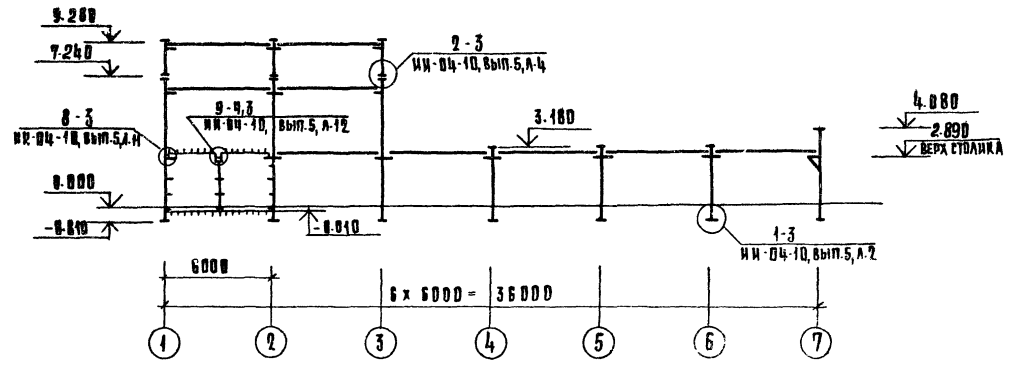 9.280
7.240
2-3
ИИ-04-10, ВЫП.5, Л.4
8-3
ИИ-04-10, ВЫП.5, Л.11
9-9,3
ИИ-04-10, ВЫП.5, Л.12
3.180
4.080
2.890
ВЕРХ СТОЛИКА
0.000
-0.810
-0.010
1-3
ИИ-04-10, ВЫП.5, Л.2
6000
6 x 6000 = 36000
1 2 3 4 5 6 7